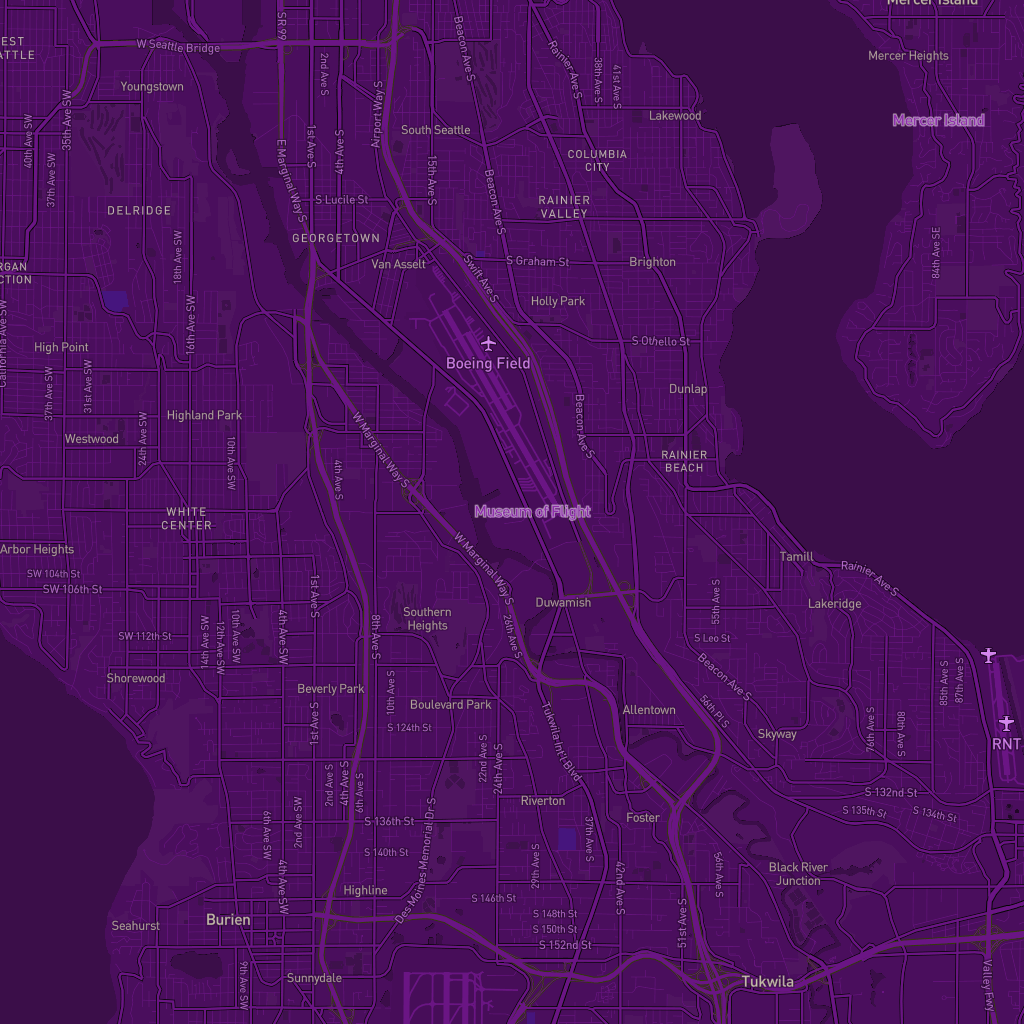 Mercer Island
SR 99
W Seattle Bridge
Beacon Ave S
Rainier Ave S
Mercer Heights
Youngstown
2nd Ave S
38th Ave S
41st Ave S
35th Ave SW
Airport Way S
Lakewood
Mercer Island
40th Ave SW
37th Ave SW
South Seattle
1st Ave S
4th Ave S
15th Ave S
E Marginal Way S
COLUMBIA
CITY
Beacon Ave S
S Lucile St
RAINIER
VALLEY
DELRIDGE
GEORGETOWN
18th Ave SW
84th Ave SE
Van Asselt
Swift Ave S
S Graham St
Brighton
Holly Park
16th Ave SW
California Ave SW
High Point
S Othello St
Boeing Field
37th Ave SW
31st Ave SW
Dunlap
Highland Park
Beacon Ave S
W Marginal Way S
Westwood
24th Ave SW
10th Ave SW
4th Ave S
RAINIER
BEACH
WHITE
CENTER
Museum of Flight
Arbor Heights
W Marginal Way S
Tamill
Rainier Ave S
SW 104th St
SW 106th St
1st Ave S
55th Ave S
Duwamish
Lakeridge
Southern
Heights
14th Ave SW
12th Ave SW
10th Ave SW
4th Ave SW
8th Ave S
26th Ave S
SW 112th St
S Leo St
Beacon Ave S
Shorewood
Beverly Park
10th Ave S
85th Ave S
87th Ave S
Boulevard Park
1st Ave S
S 124th St
Tukwila Int'l Blvd
Allentown
56th Pl S
Skyway
76th Ave S
80th Ave S
RNT
22nd Ave S
24th Ave S
2nd Ave S
4th Ave S
6th Ave S
S 132nd St
S 135th St
S 134th St
Riverton
Foster
6th Ave SW
2nd Ave SW
S 136th St
Des Moines Memorial Dr S
37th Ave S
S 140th St
29th Ave S
42nd Ave S
56th Ave S
Black River
Junction
4th Ave SW
Highline
S 146th St
Burien
Seahurst
S 148th St
S 150th St
S 152nd St
51st Ave S
9th Ave SW
Sunnydale
Tukwila
Valley Fwy